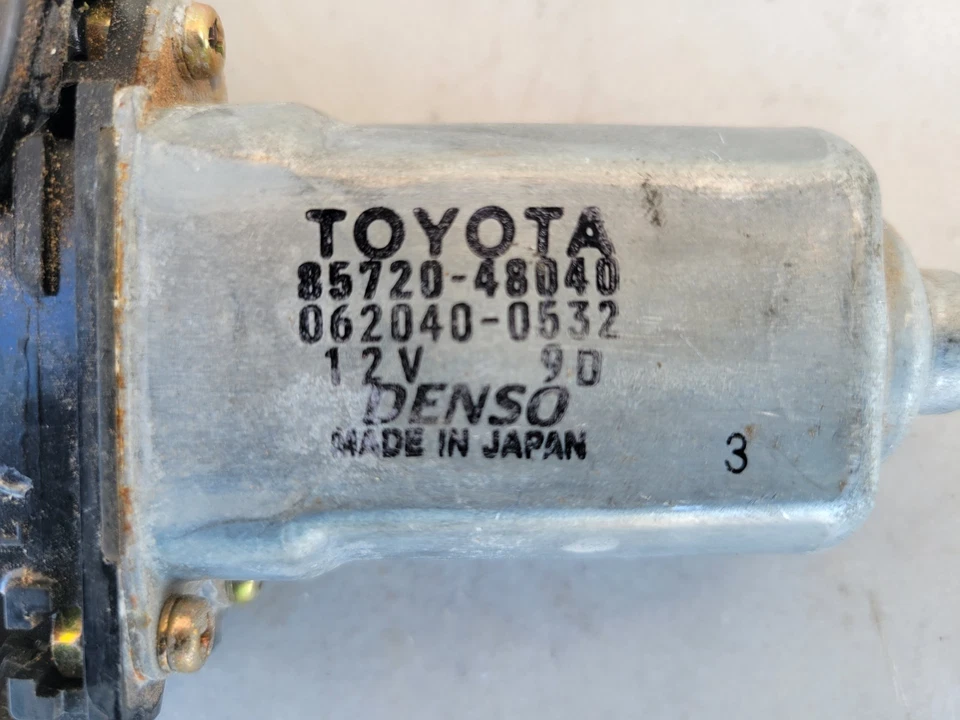 TOYOTA
85720-48040
062040-0532
12V 9D
DENSO
MADE IN JAPAN
3